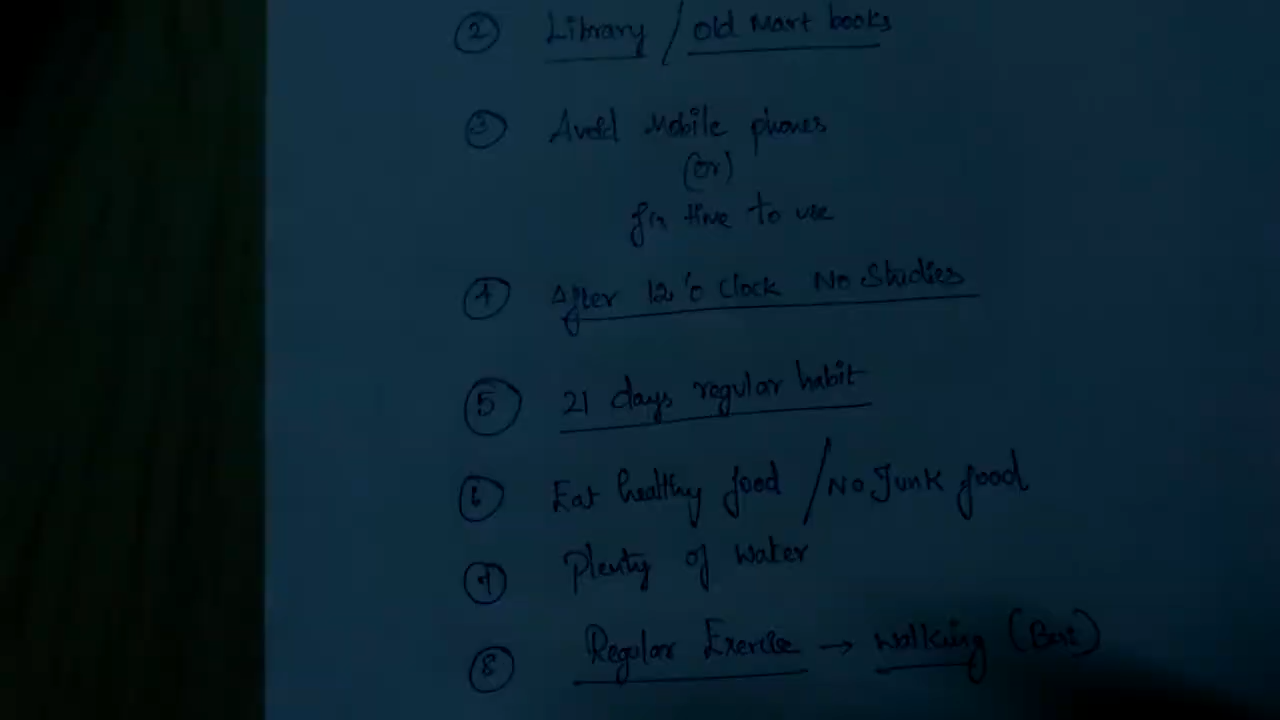 ② Library / old Mart books
③ Avoid Mobile phones
(or)
fix time to use
④ After 12'o clock No Studies
⑤ 21 days regular habit
⑥ Eat healthy food / No Junk food
⑦ Plenty of water
⑧ Regular Exercise → walking (Best)